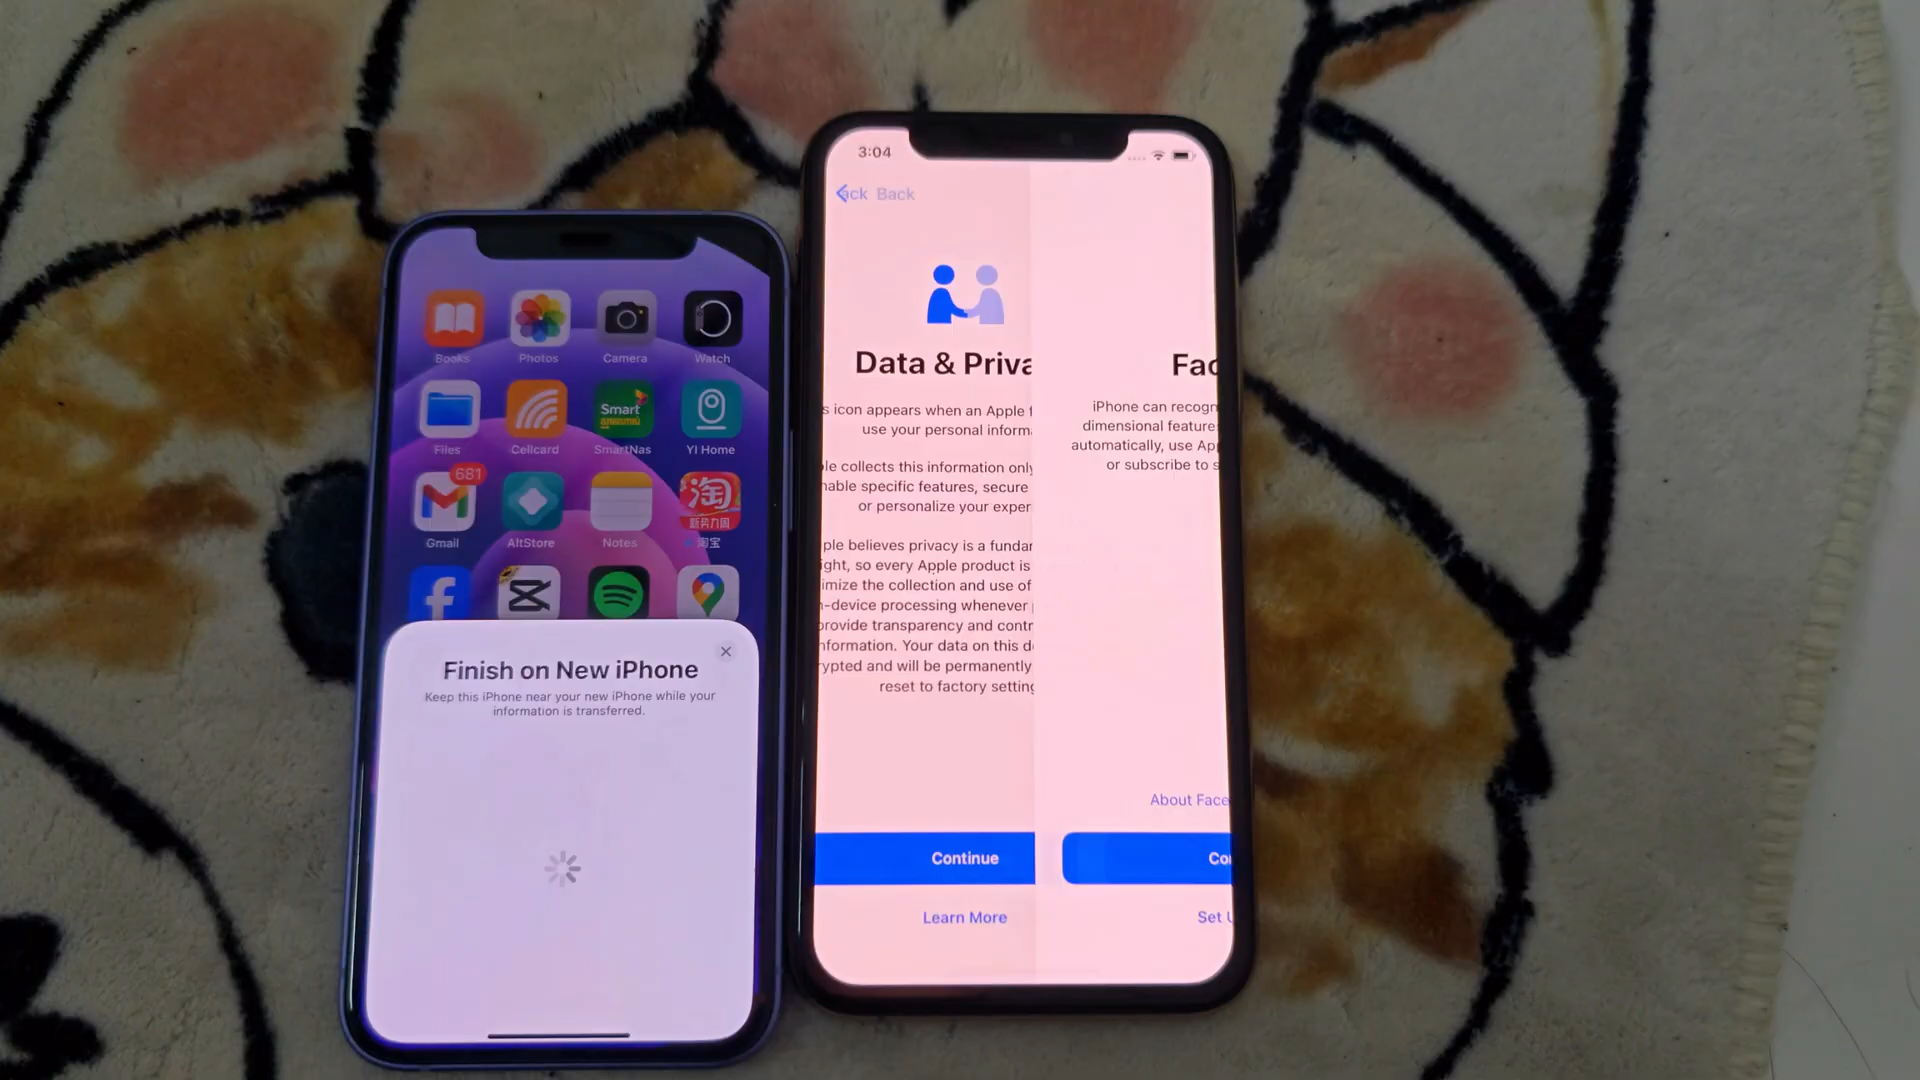 Books
Photos
Camera
Watch
Files
Smart
Cellcard
SmartNas
YI Home
681
淘
Gmail
AltStore
Notes
淘宝
Finish on New iPhone
Keep this iPhone near your new iPhone while your
information is transferred.
3:04
ack Back
Data & Priva
s icon appears when an Apple f
use your personal informa
le collects this information only
nable specific features, secure
or personalize your exper
ple believes privacy is a fundar
ight, so every Apple product is
imize the collection and use of
n-device processing whenever
provide transparency and contr
nformation. Your data on this d
rypted and will be permanently
reset to factory setting
Continue
Learn More
Fac
iPhone can recogn
dimensional feature
automatically, use Ap
or subscribe to s
About Face
Co
Set U